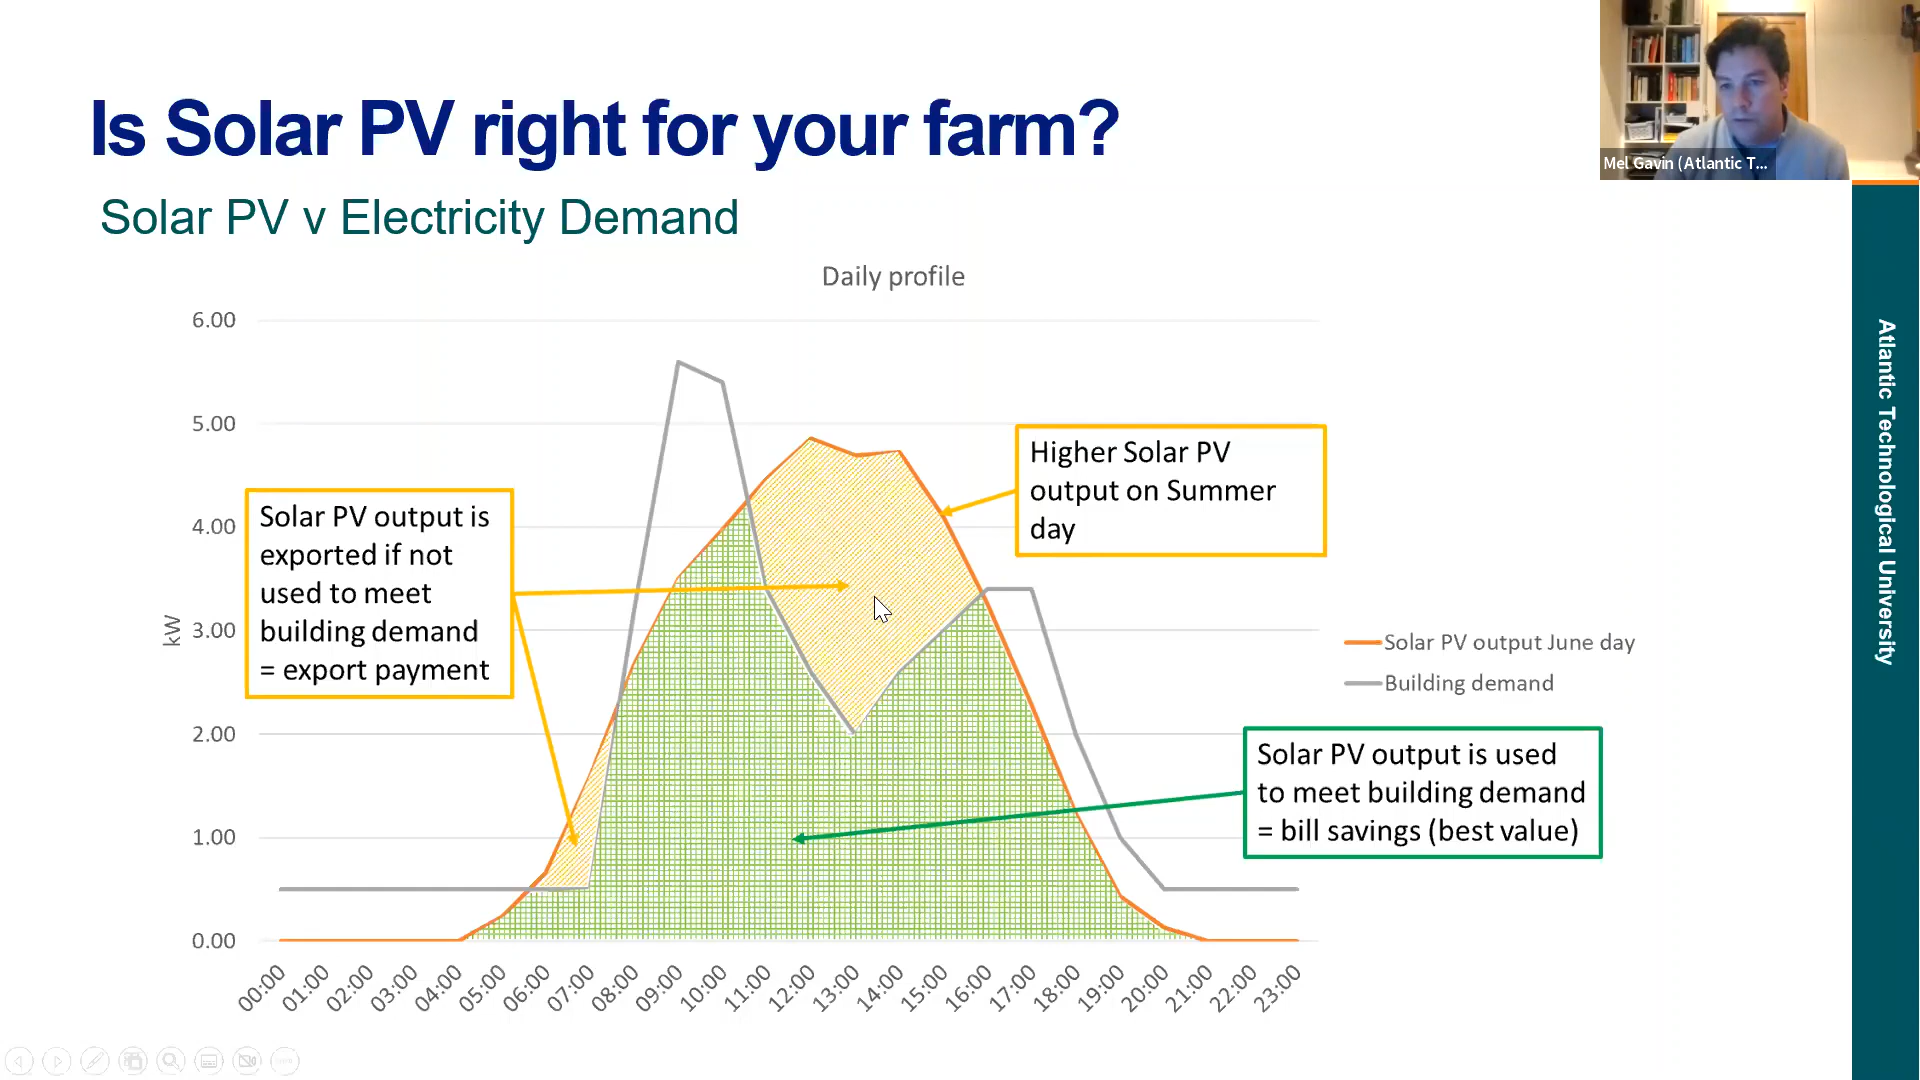 Is Solar PV right for your farm?
Solar PV v Electricity Demand
Mel Gavin (Atlantic T...
Atlantic Technological University
Daily profile
6.00
5.00
4.00
3.00
2.00
1.00
0.00
kW
Solar PV output is
exported if not
used to meet
building demand
= export payment
Higher Solar PV
output on Summer
day
Solar PV output June day
Building demand
Solar PV output is used
to meet building demand
= bill savings (best value)
00:00
01:00
02:00
03:00
04:00
05:00
06:00
07:00
08:00
09:00
10:00
11:00
12:00
13:00
14:00
15:00
16:00
17:00
18:00
19:00
20:00
21:00
22:00
23:00